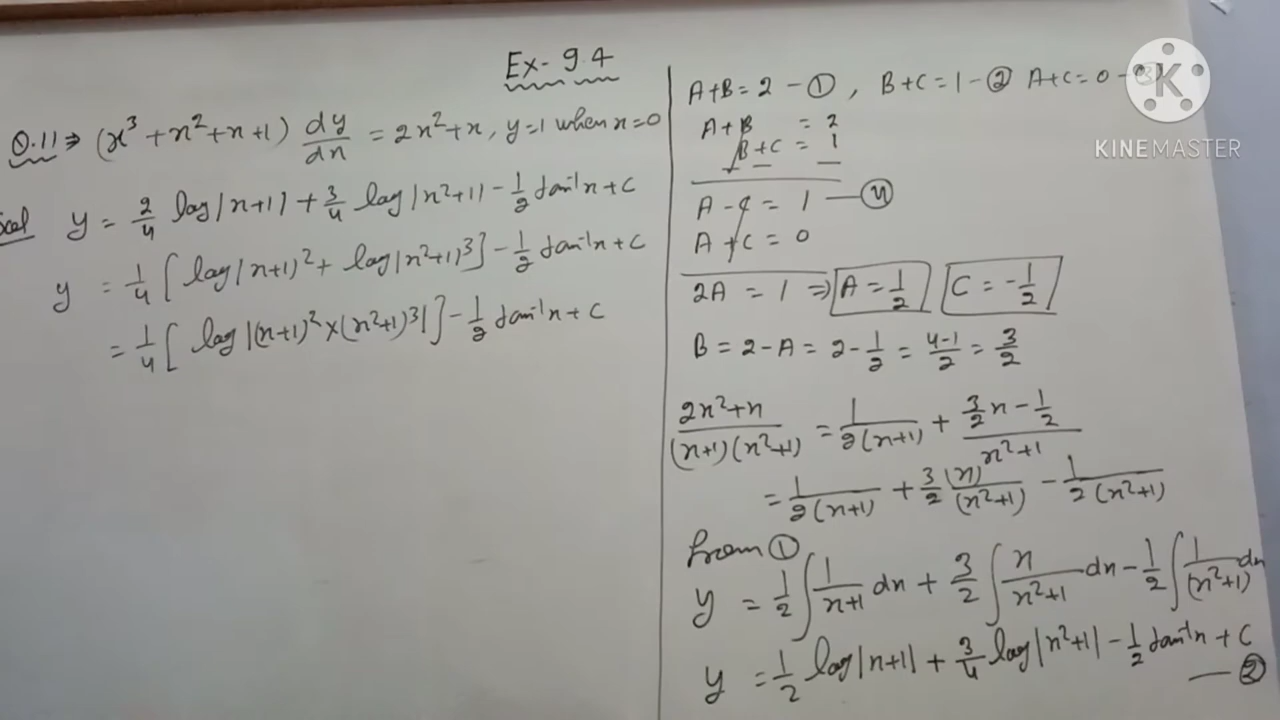 Ex- 9.4
Q.11 ⇒ (x³ + x² + x + 1) dy/dx = 2x² + x, y = 1 when x = 0
Sol y = 2/4 log|x+1| + 3/4 log|x²+1| - 1/2 tan⁻¹x + C
y = 1/4 [log|(x+1)² + log|(x²+1)³] - 1/2 tan⁻¹x + C
= 1/4 [log|(x+1)² × (x²+1)³|] - 1/2 tan⁻¹x + C
A+B = 2 - ①, B+C = 1 - ② A+C = 0 -
A + B = 2
B + C = 1
- - -
A - C = 1 — ④
A + C = 0
2A = 1 ⇒ A = 1/2 C = -1/2
B = 2 - A = 2 - 1/2 = 4-1/2 = 3/2
2x²+x/(x+1)(x²+1) = 1/2(x+1) + 3/2x - 1/2/x²+1
= 1/2(x+1) + 3/2 (x)/(x²+1) - 1/2(x²+1)
from ①
y = 1/2 ∫ 1/x+1 dx + 3/2 ∫ x/x²+1 dx - 1/2 ∫ 1/(x²+1) dx
y = 1/2 log|x+1| + 3/4 log|x²+1| - 1/2 tan⁻¹x + C
— ②
K
KINEMASTER